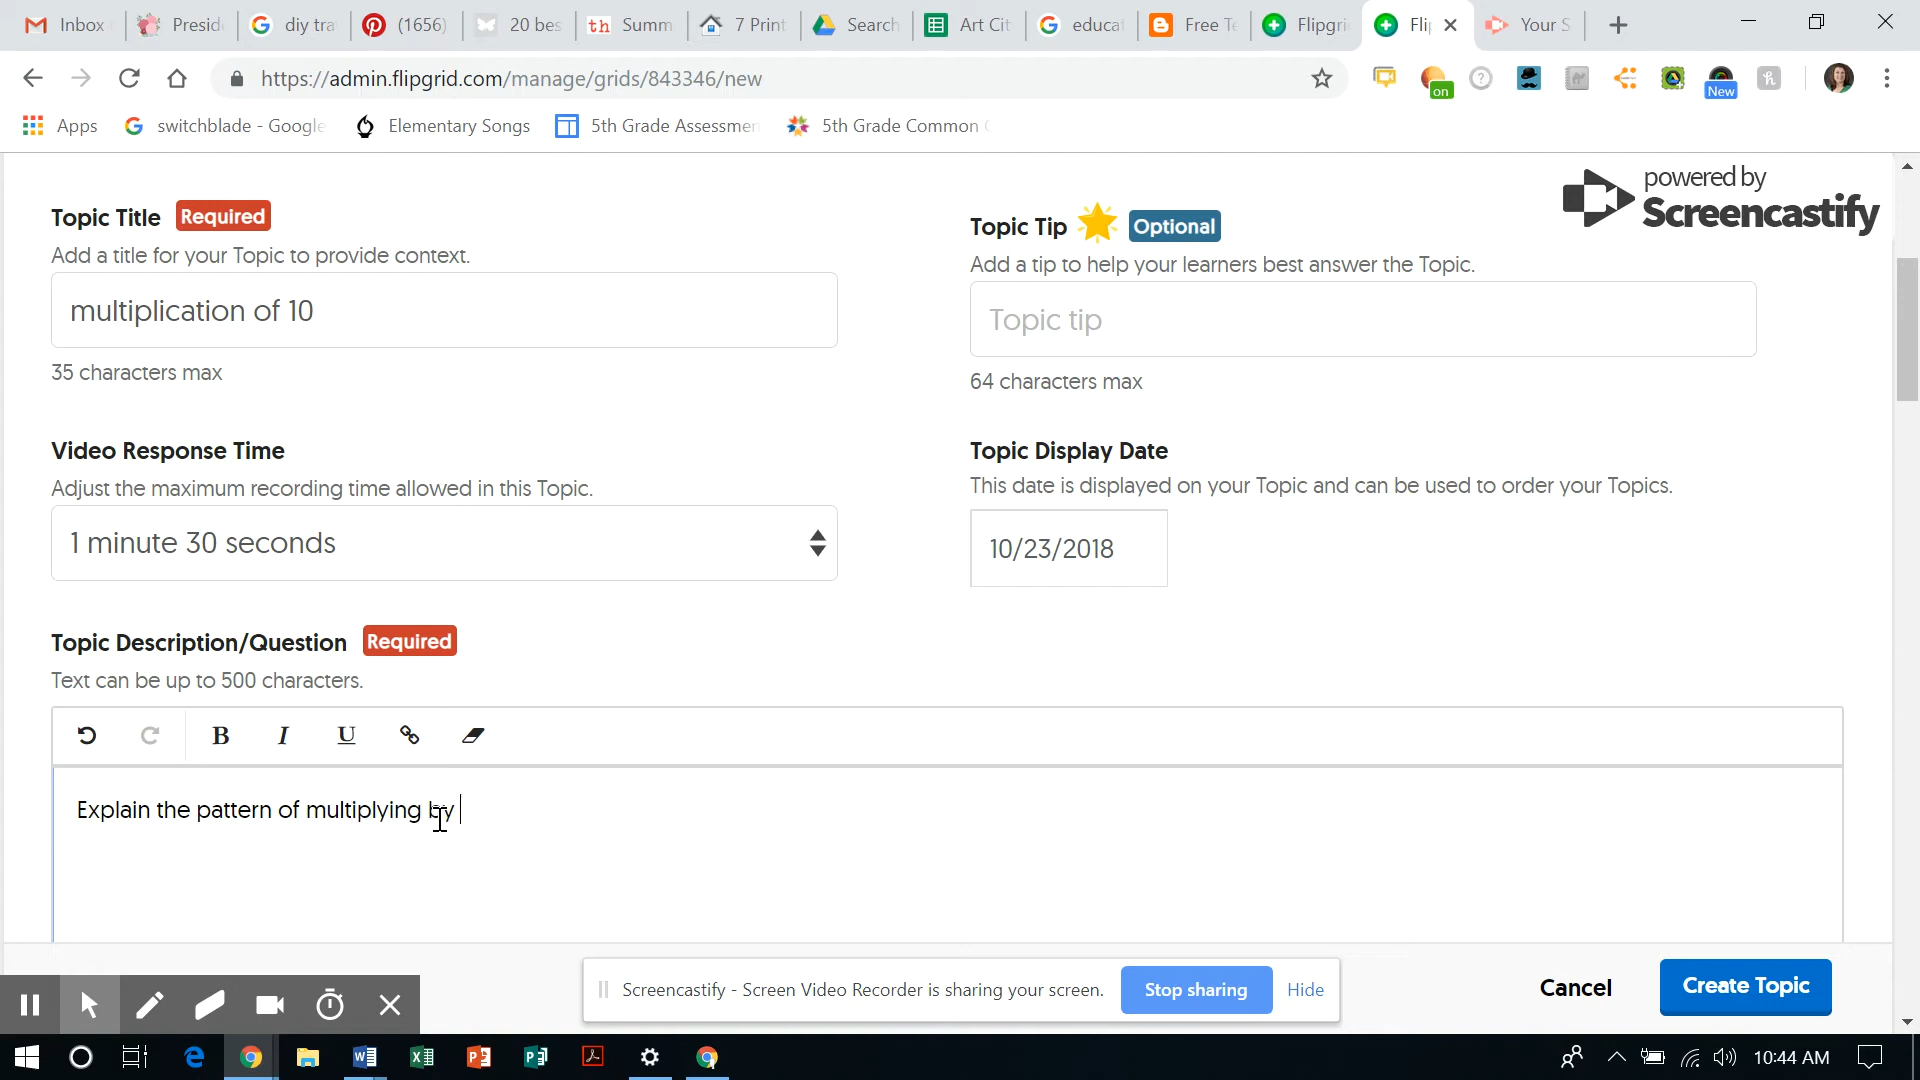 Inbox
Presid
diy tra
(1656)
20 bes
Summ
7 Print
Search
Art Cit
educat
Free Te
Flipgri
Fli
Your S
https://admin.flipgrid.com/manage/grids/843346/new
on
New
Apps
switchblade - Google
Elementary Songs
5th Grade Assessmen
5th Grade Common C
powered by
Screencastify
Topic Title Required
Add a title for your Topic to provide context.
multiplication of 10
35 characters max
Topic Tip Optional
Add a tip to help your learners best answer the Topic.
Topic tip
64 characters max
Video Response Time
Adjust the maximum recording time allowed in this Topic.
1 minute 30 seconds
Topic Display Date
This date is displayed on your Topic and can be used to order your Topics.
10/23/2018
Topic Description/Question Required
Text can be up to 500 characters.
B I U
Explain the pattern of multiplying by
Screencastify - Screen Video Recorder is sharing your screen.
Stop sharing
Hide
Cancel
Create Topic
10:44 AM